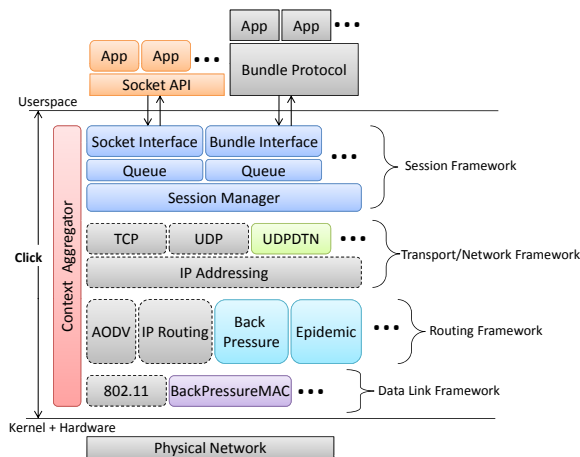 App App
App App
Bundle Protocol
Socket API
Userspace
Socket Interface Bundle Interface
Queue Queue
Session Manager
Session Framework
Click
Context Aggregator
TCP UDP UDPDTN
IP Addressing
Transport/Network Framework
AODV IP Routing Back Pressure Epidemic
Routing Framework
802.11 BackPressureMAC
Data Link Framework
Kernel + Hardware
Physical Network